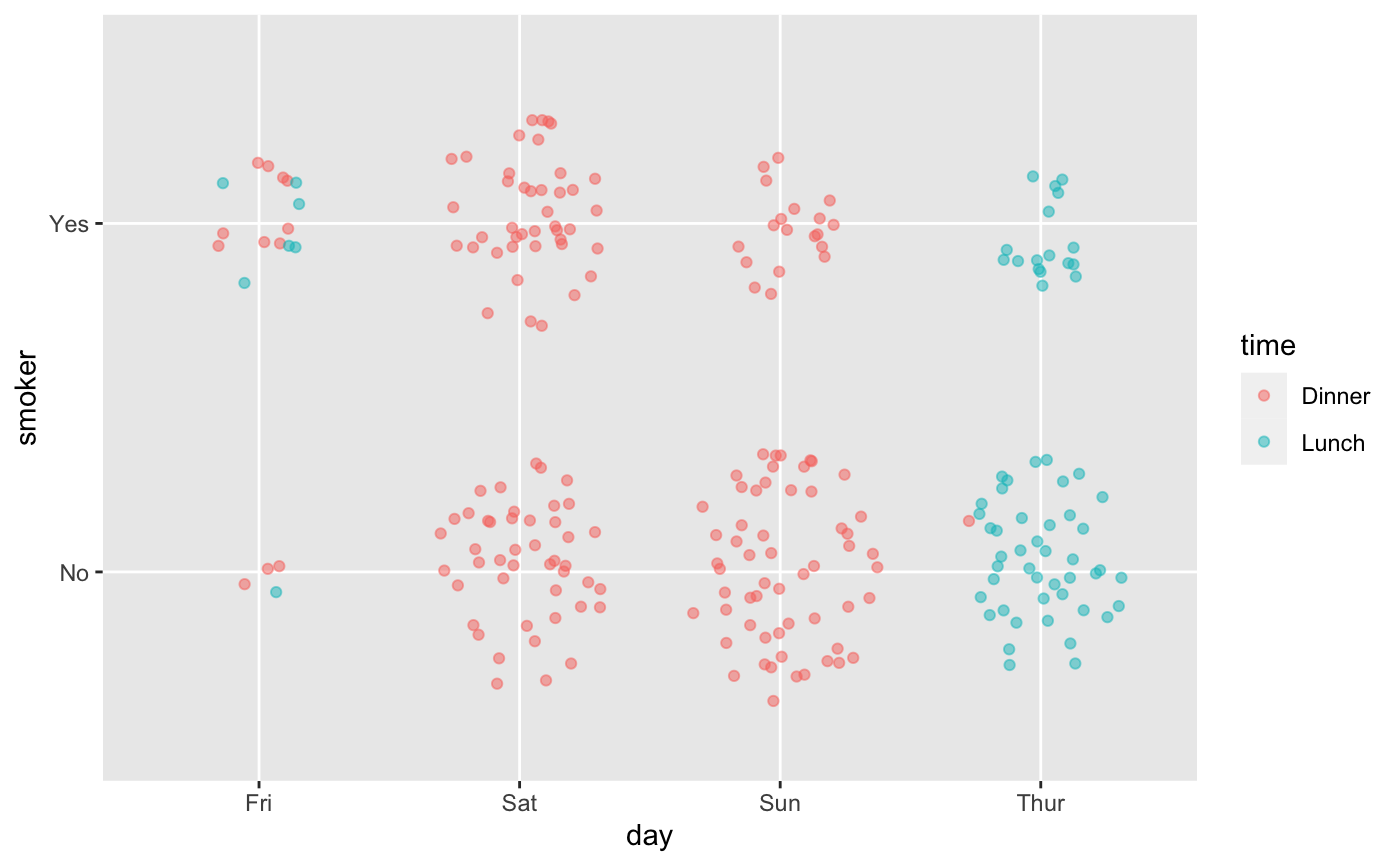 Yes
No
smoker
Fri
Sat
Sun
Thur
day
time
Dinner
Lunch